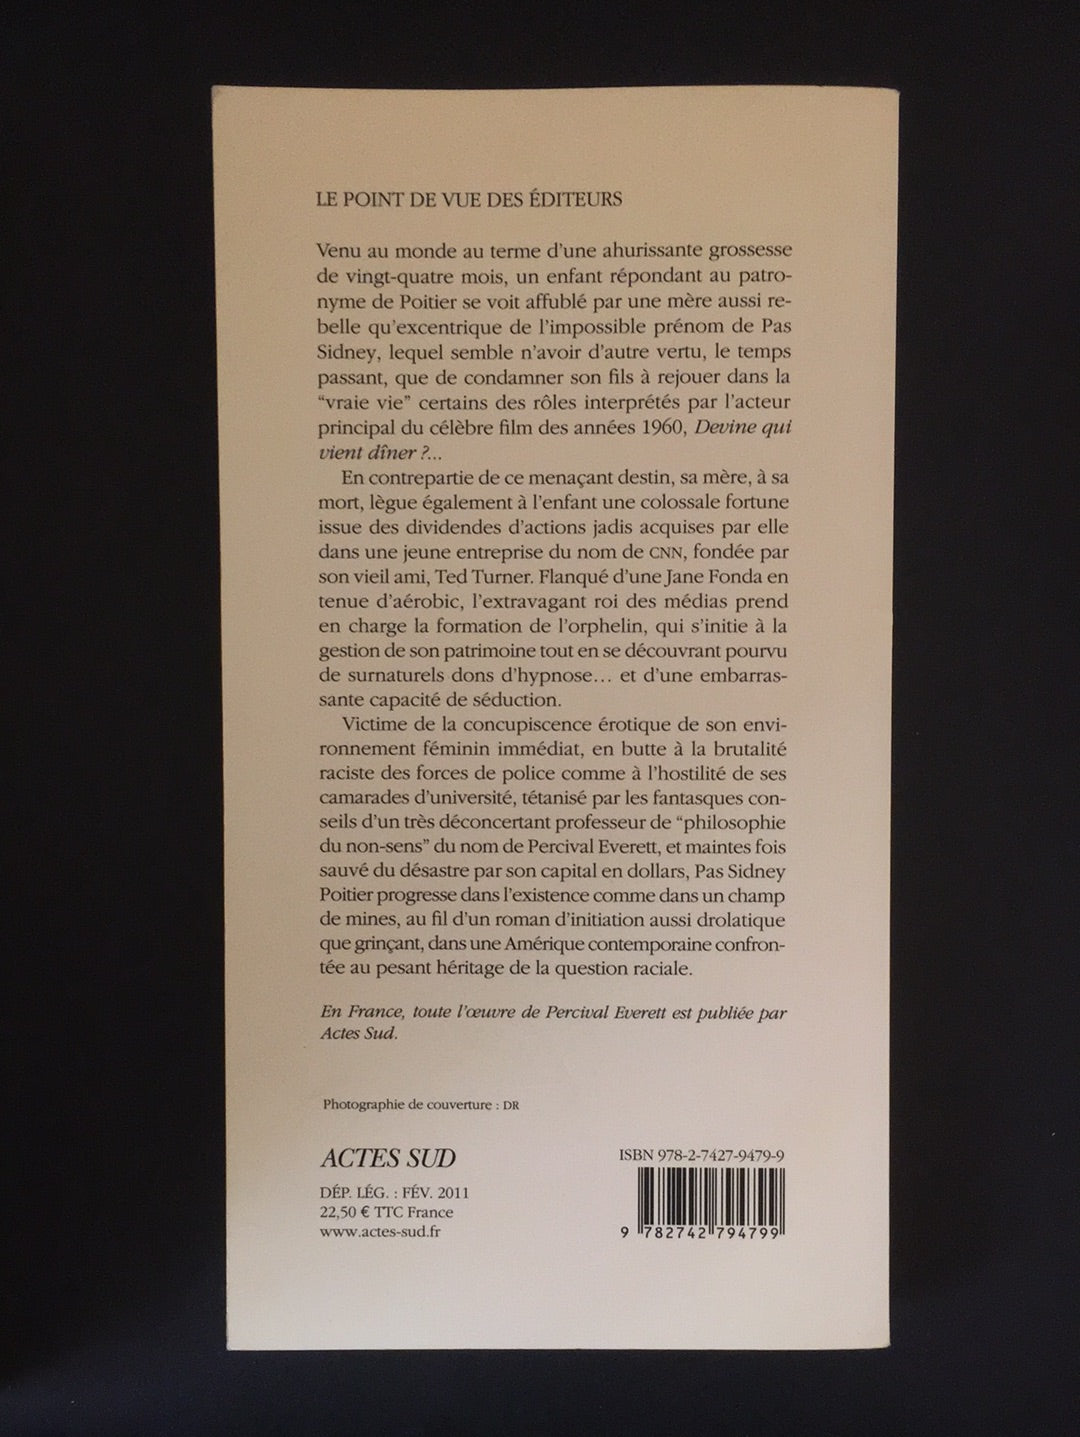 LE POINT DE VUE DES ÉDITEURS
Venu au monde au terme d'une ahurissante grossesse
de vingt-quatre mois, un enfant répondant au patro-
nyme de Poitier se voit affublé par une mère aussi re-
belle qu'excentrique de l'impossible prénom de Pas
Sidney, lequel semble n'avoir d'autre vertu, le temps
passant, que de condamner son fils à rejouer dans la
“vraie vie” certains des rôles interprétés par l'acteur
principal du célèbre film des années 1960, Devine qui
vient dîner ?...
En contrepartie de ce menaçant destin, sa mère, à sa
mort, lègue également à l'enfant une colossale fortune
issue des dividendes d'actions jadis acquises par elle
dans une jeune entreprise du nom de CNN, fondée par
son vieil ami, Ted Turner. Flanqué d'une Jane Fonda en
tenue d'aérobic, l'extravagant roi des médias prend
en charge la formation de l'orphelin, qui s'initie à la
gestion de son patrimoine tout en se découvrant pourvu
de surnaturels dons d'hypnose... et d'une embarras-
sante capacité de séduction.
Victime de la concupiscence érotique de son envi-
ronnement féminin immédiat, en butte à la brutalité
raciste des forces de police comme à l'hostilité de ses
camarades d'université, tétanisé par les fantasques con-
seils d'un très déconcertant professeur de “philosophie
du non-sens” du nom de Percival Everett, et maintes fois
sauvé du désastre par son capital en dollars, Pas Sidney
Poitier progresse dans l'existence comme dans un champ
de mines, au fil d'un roman d'initiation aussi drolatique
que grinçant, dans une Amérique contemporaine confron-
tée au pesant héritage de la question raciale.
En France, toute l'œuvre de Percival Everett est publiée par
Actes Sud.
Photographie de couverture : DR
ACTES SUD
DÉP. LÉG. : FÉV. 2011
22,50 € TTC France
www.actes-sud.fr
ISBN 978-2-7427-9479-9
9 782742 794799